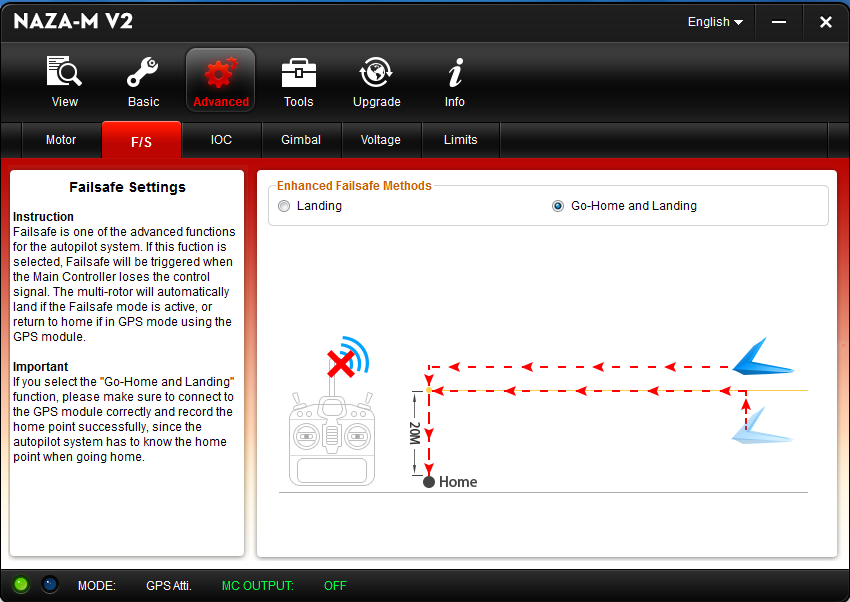 NAZA-M V2
English
View
Basic
Advanced
Tools
Upgrade
Info
Motor
F/S
IOC
Gimbal
Voltage
Limits
Failsafe Settings
Instruction
Failsafe is one of the advanced functions
for the autopilot system. If this fuction is
selected, Failsafe will be triggered when
the Main Controller loses the control
signal. The multi-rotor will automatically
land if the Failsafe mode is active, or
return to home if in GPS mode using the
GPS module.
Important
If you select the "Go-Home and Landing"
function, please make sure to connect to
the GPS module correctly and record the
home point successfully, since the
autopilot system has to know the home
point when going home.
Enhanced Failsafe Methods
Landing
Go-Home and Landing
20M
Home
MODE:
GPS Atti.
MC OUTPUT:
OFF